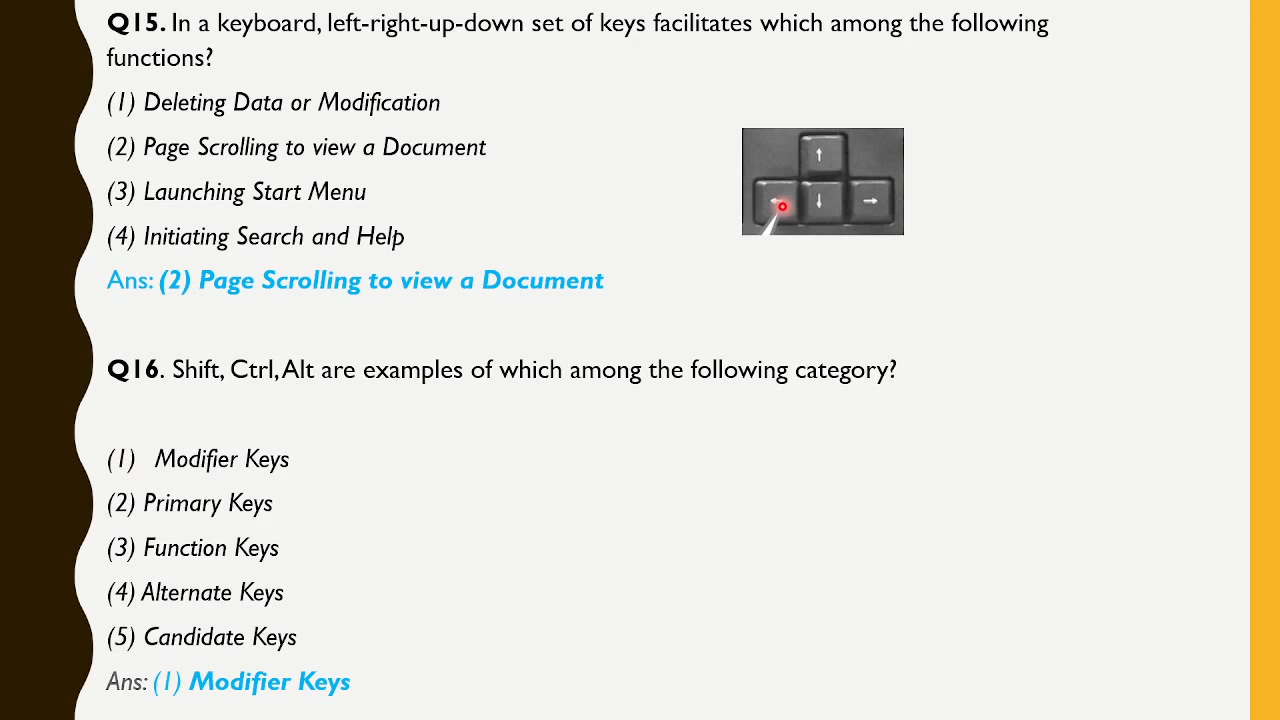 Q15. In a keyboard, left-right-up-down set of keys facilitates which among the following
functions?
(1) Deleting Data or Modification
(2) Page Scrolling to view a Document
(3) Launching Start Menu
(4) Initiating Search and Help
Ans: (2) Page Scrolling to view a Document
Q16. Shift, Ctrl, Alt are examples of which among the following category?
(1) Modifier Keys
(2) Primary Keys
(3) Function Keys
(4) Alternate Keys
(5) Candidate Keys
Ans: (1) Modifier Keys